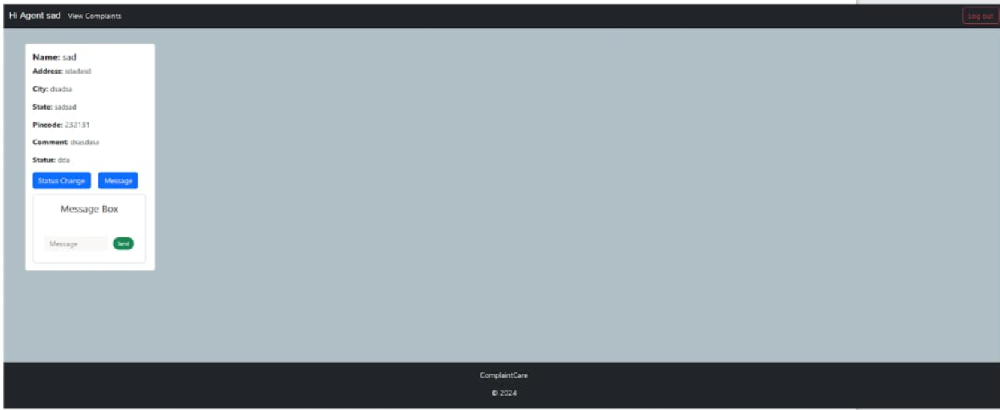 Hi Agent sad View Complaints Log out
Name: sad
Address: sdadasd
City: dsadsa
State: sadsad
Pincode: 232131
Comment: dsasdasa
Status: dda
Status Change Message
Message Box
Message Send
ComplaintCare
© 2024